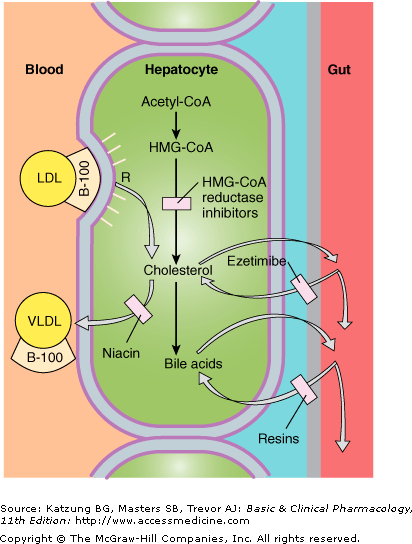 Blood
Hepatocyte
Gut
Acetyl-CoA
HMG-CoA
LDL
B-100
R
HMG-CoA
reductase
inhibitors
Ezetimibe
Cholesterol
VLDL
B-100
Niacin
Bile acids
Resins
Source: Katzung BG, Masters SB, Trevor AJ: Basic & Clinical Pharmacology,
11th Edition: http://www.accessmedicine.com
Copyright © The McGraw-Hill Companies, Inc. All rights reserved.